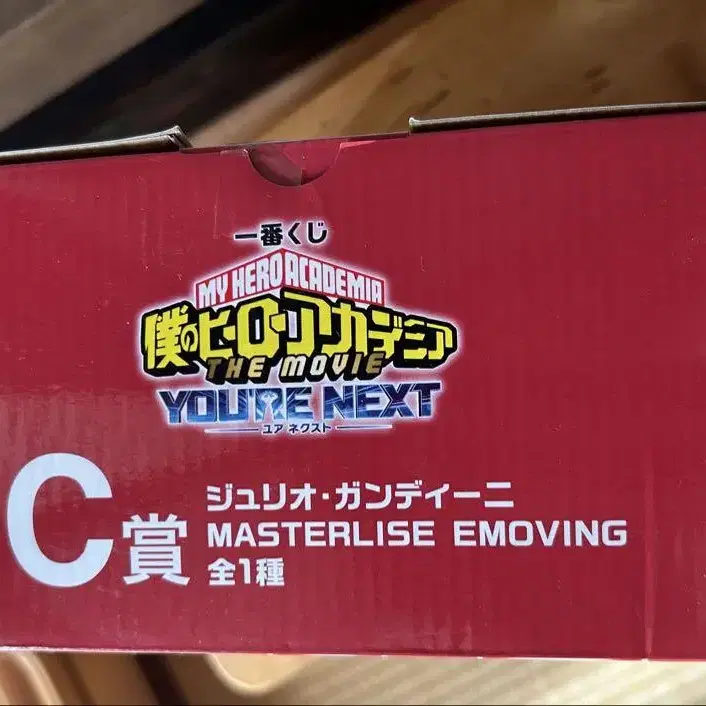 一番くじ
MY HERO ACADEMIA
僕のヒーローアカデミア
THE MOVIE
YOU'RE NEXT
ユア ネクスト
C賞
ジュリオ・ガンディーニ
MASTERLISE EMOVING
全1種